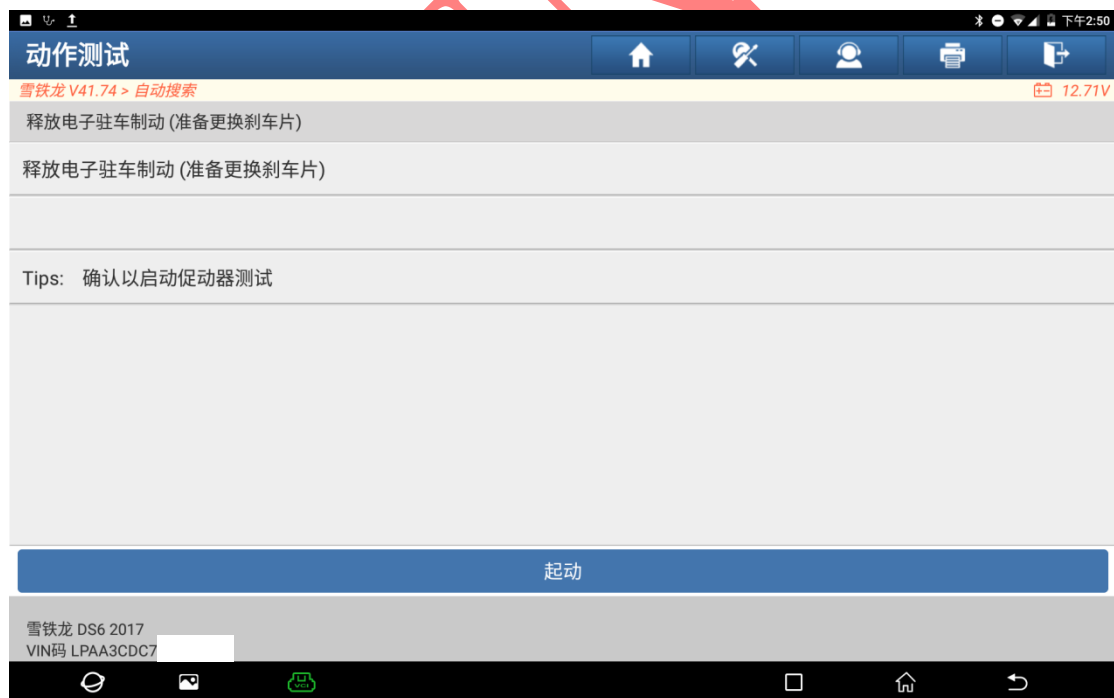 下午2:50
动作测试
雪铁龙 V41.74 > 自动搜索
12.71V
释放电子驻车制动 (准备更换刹车片)
释放电子驻车制动 (准备更换刹车片)
Tips: 确认以启动促动器测试
起动
雪铁龙 DS6 2017
VIN码 LPAA3CDC7
VCI